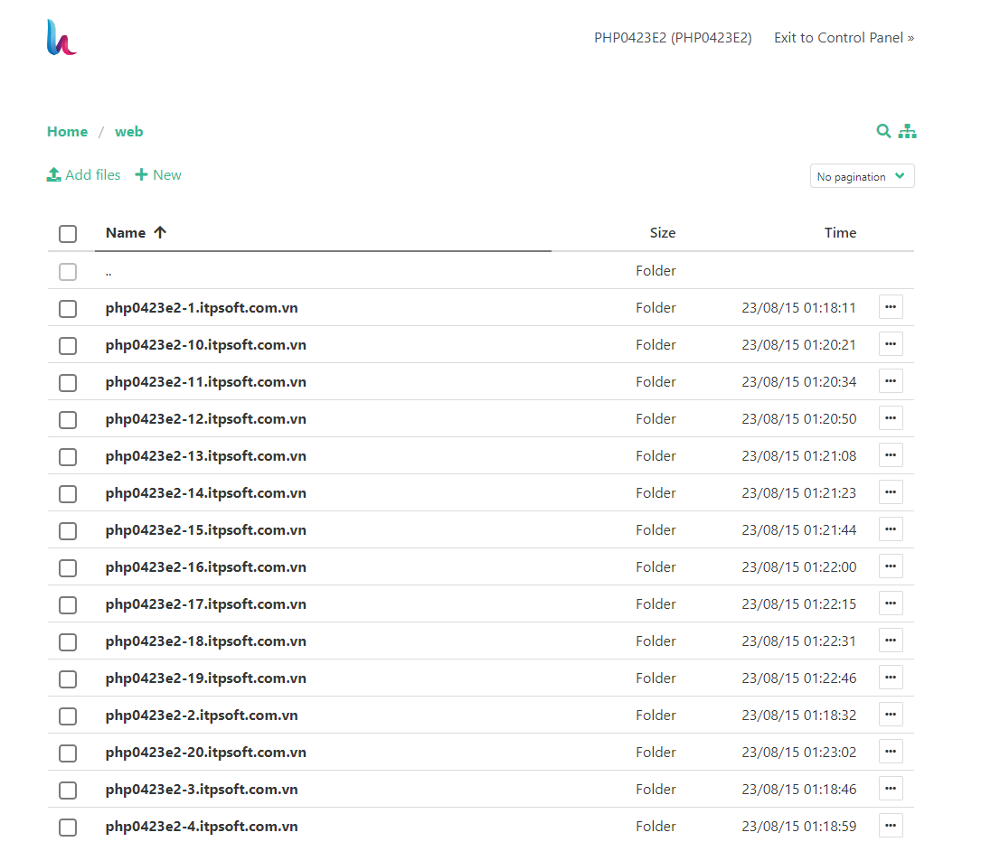 PHP0423E2 (PHP0423E2) Exit to Control Panel »
Home / web
Add files New
No pagination
Name Size Time
.. Folder
php0423e2-1.itpsoft.com.vn Folder 23/08/15 01:18:11
php0423e2-10.itpsoft.com.vn Folder 23/08/15 01:20:21
php0423e2-11.itpsoft.com.vn Folder 23/08/15 01:20:34
php0423e2-12.itpsoft.com.vn Folder 23/08/15 01:20:50
php0423e2-13.itpsoft.com.vn Folder 23/08/15 01:21:08
php0423e2-14.itpsoft.com.vn Folder 23/08/15 01:21:23
php0423e2-15.itpsoft.com.vn Folder 23/08/15 01:21:44
php0423e2-16.itpsoft.com.vn Folder 23/08/15 01:22:00
php0423e2-17.itpsoft.com.vn Folder 23/08/15 01:22:15
php0423e2-18.itpsoft.com.vn Folder 23/08/15 01:22:31
php0423e2-19.itpsoft.com.vn Folder 23/08/15 01:22:46
php0423e2-2.itpsoft.com.vn Folder 23/08/15 01:18:32
php0423e2-20.itpsoft.com.vn Folder 23/08/15 01:23:02
php0423e2-3.itpsoft.com.vn Folder 23/08/15 01:18:46
php0423e2-4.itpsoft.com.vn Folder 23/08/15 01:18:59